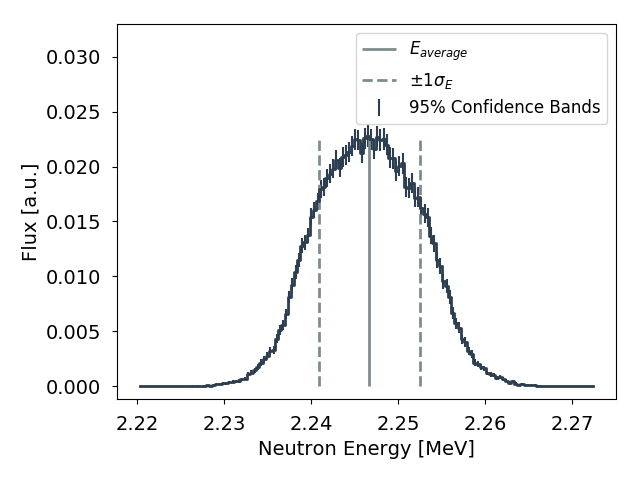 E_average
±1σ_E
95% Confidence Bands
0.030
0.025
0.020
0.015
0.010
0.005
0.000
Flux [a.u.]
2.22 2.23 2.24 2.25 2.26 2.27
Neutron Energy [MeV]